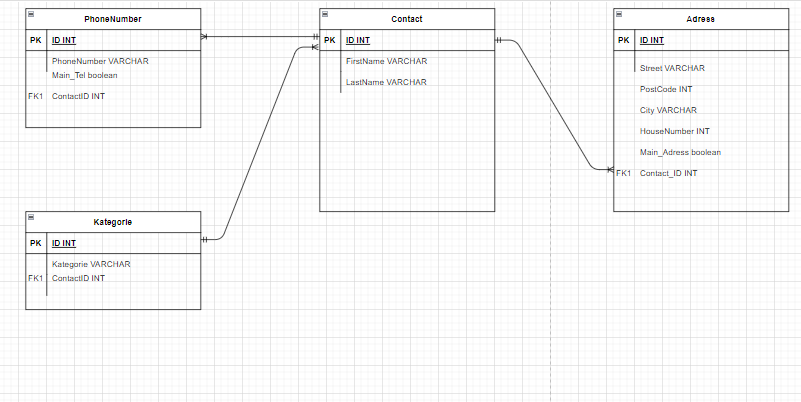 PhoneNumber
PK ID INT
PhoneNumber VARCHAR
Main_Tel boolean
FK1 ContactID INT
Contact
PK ID INT
FirstName VARCHAR
LastName VARCHAR
Adress
PK ID INT
Street VARCHAR
PostCode INT
City VARCHAR
HouseNumber INT
Main_Adress boolean
FK1 Contact_ID INT
Kategorie
PK ID INT
Kategorie VARCHAR
FK1 ContactID INT